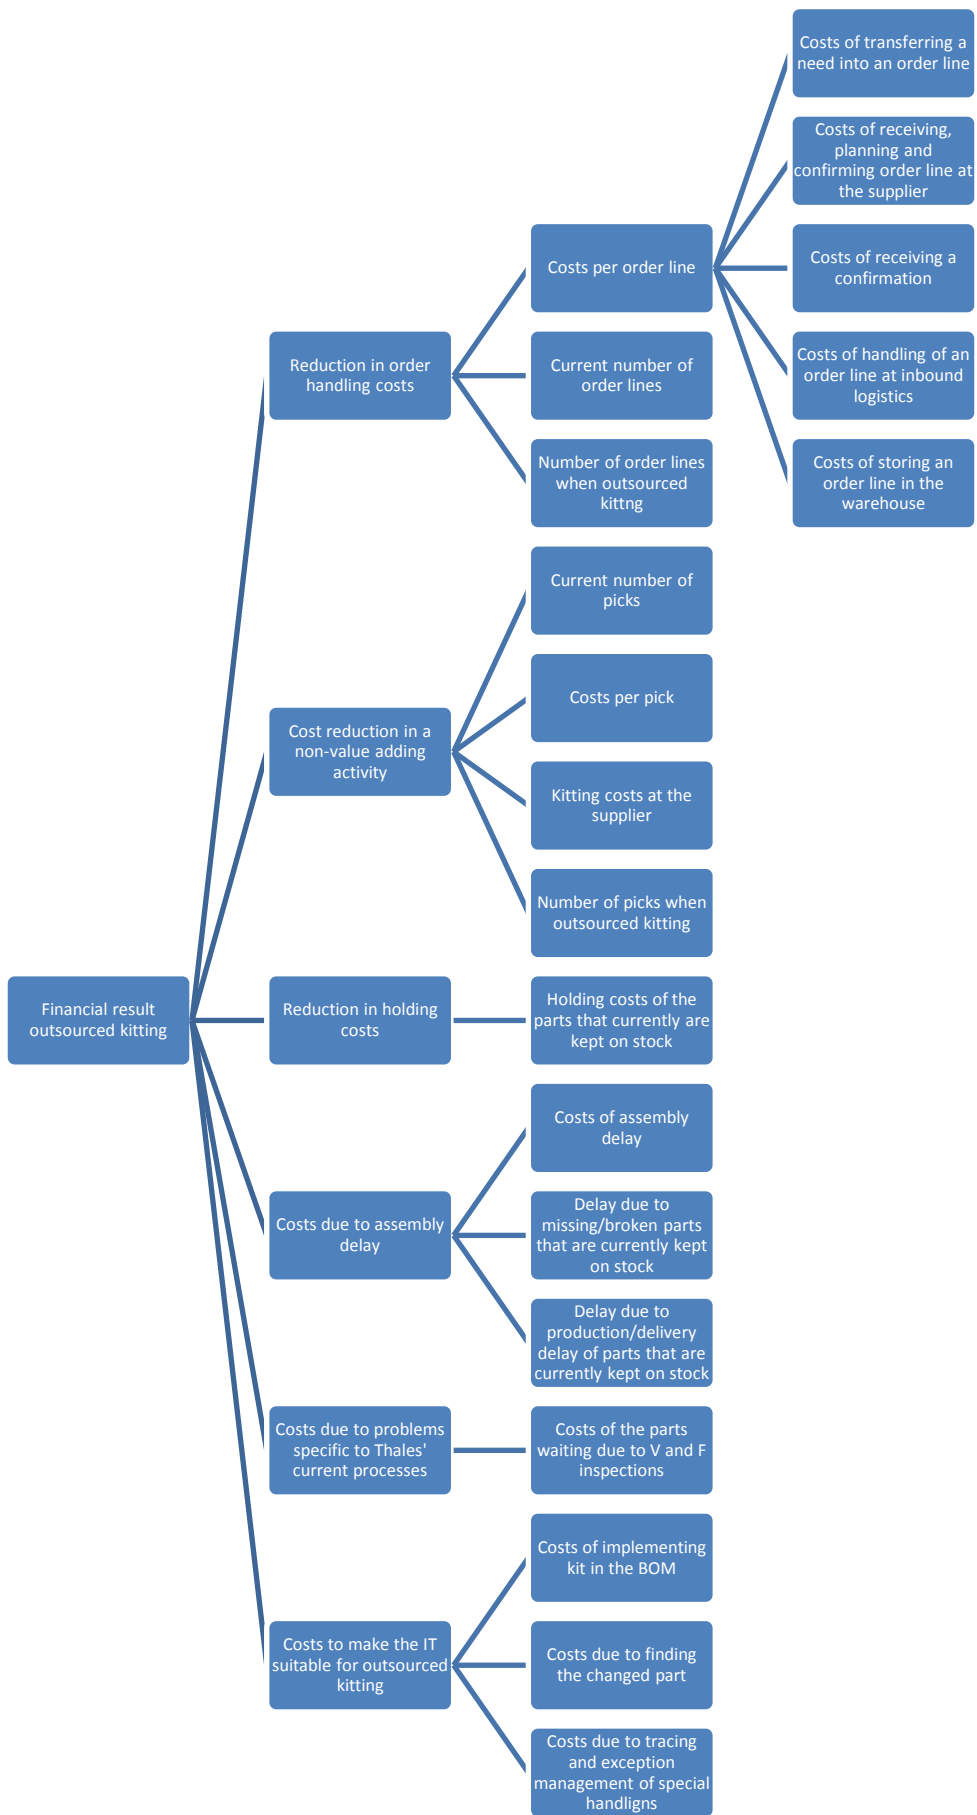 Costs of transferring a
need into an order line
Costs of receiving,
planning and
confirming order line at
the supplier
Costs per order line
Costs of receiving a
confirmation
Reduction in order
handling costs
Current number of
order lines
Costs of handling of an
order line at inbound
logistics
Number of order lines
when outsourced
kittng
Costs of storing an
order line in the
warehouse
Current number of
picks
Costs per pick
Cost reduction in a
non-value adding
activity
Kitting costs at the
supplier
Number of picks when
outsourced kitting
Financial result
outsourced kitting
Reduction in holding
costs
Holding costs of the
parts that currently are
kept on stock
Costs of assembly
delay
Costs due to assembly
delay
Delay due to
missing/broken parts
that are currently kept
on stock
Delay due to
production/delivery
delay of parts that are
currently kept on stock
Costs due to problems
specific to Thales'
current processes
Costs of the parts
waiting due to V and F
inspections
Costs of implementing
kit in the BOM
Costs to make the IT
suitable for outsourced
kitting
Costs due to finding
the changed part
Costs due to tracing
and exception
management of special
handligns